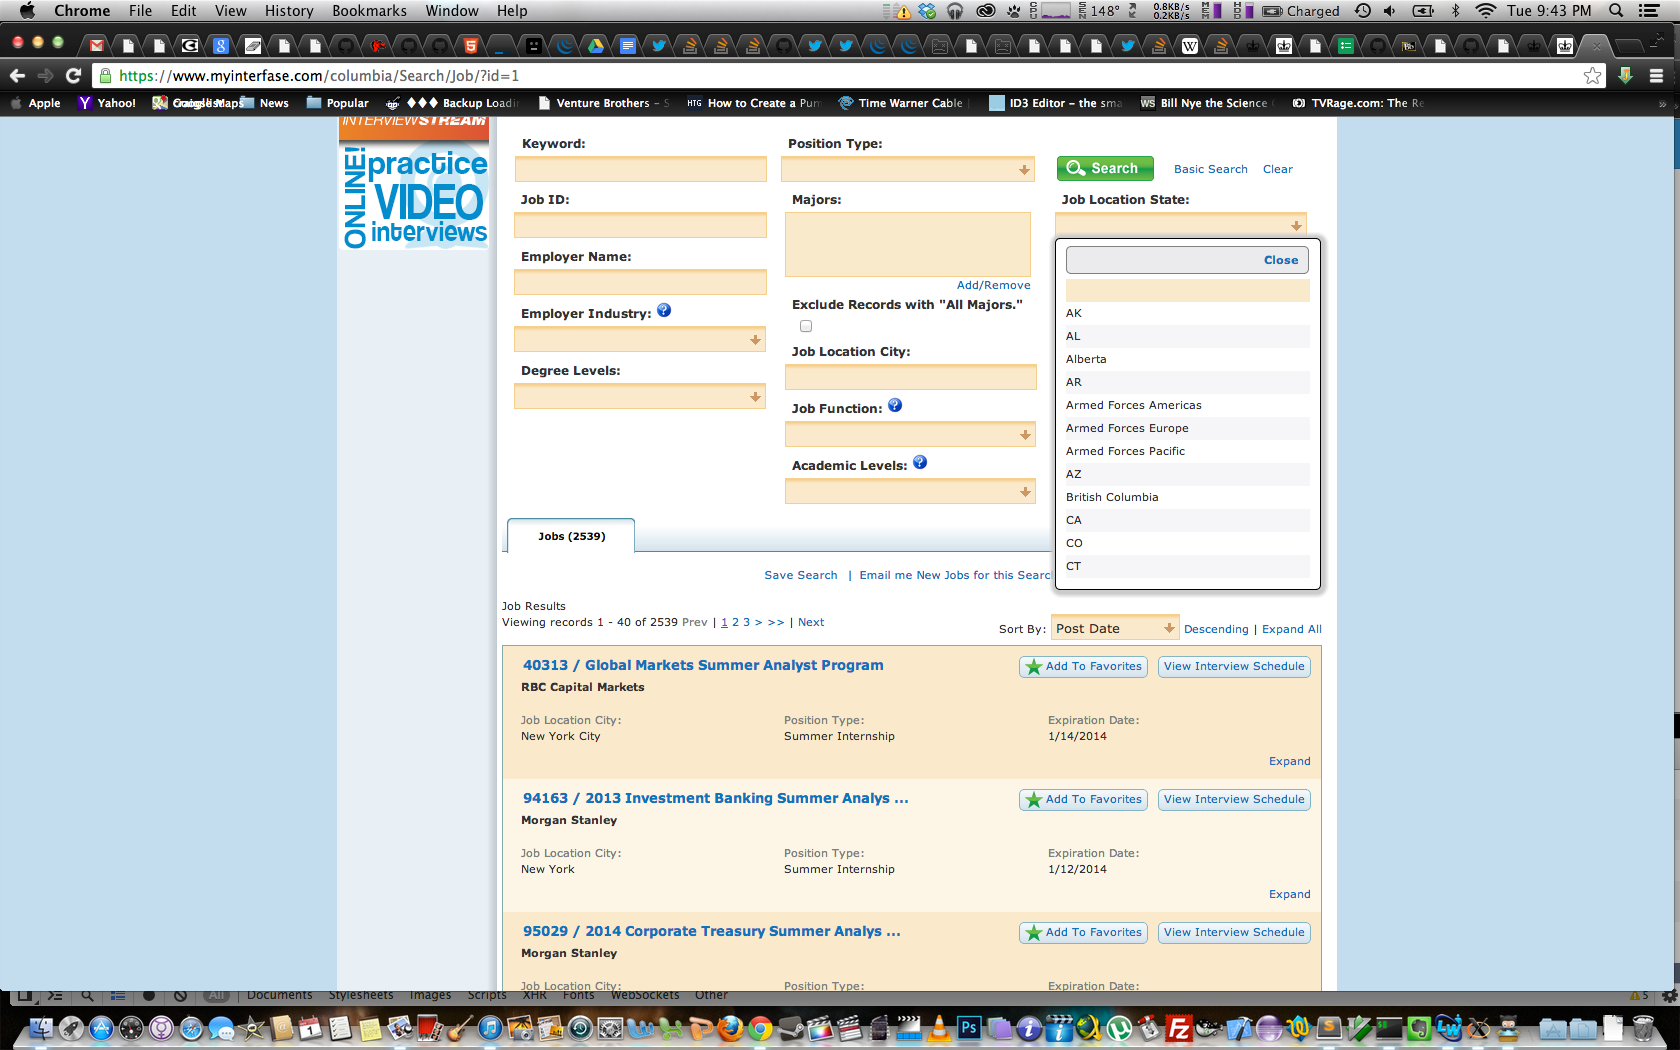 Chrome File Edit View History Bookmarks Window Help
148° 0.8KB/s 0.2KB/s Charged Tue 9:43 PM
https://www.myinterfase.com/columbia/Search/Job/?id=1
Apple Yahoo! Google Maps News Popular Backup Loadin Venture Brothers – S How to Create a Pum Time Warner Cable ID3 Editor – the sma Bill Nye the Science TVRage.com: The Re
INTERVIEWSTREAM
ONLINE!
practice
VIDEO
interviews
Keyword:
Position Type:
Search
Basic Search
Clear
Job ID:
Majors:
Job Location State:
Employer Name:
Close
Add/Remove
Employer Industry:
Exclude Records with "All Majors."
AK
AL
Job Location City:
Alberta
Degree Levels:
AR
Armed Forces Americas
Job Function:
Armed Forces Europe
Armed Forces Pacific
Academic Levels:
AZ
British Columbia
CA
CO
CT
Jobs (2539)
Save Search | Email me New Jobs for this Searc
Job Results
Viewing records 1 - 40 of 2539 Prev | 1 2 3 > >> | Next
Sort By: Post Date Descending | Expand All
40313 / Global Markets Summer Analyst Program
Add To Favorites
View Interview Schedule
RBC Capital Markets
Job Location City: Position Type: Expiration Date:
New York City Summer Internship 1/14/2014
Expand
94163 / 2013 Investment Banking Summer Analys ...
Add To Favorites
View Interview Schedule
Morgan Stanley
Job Location City: Position Type: Expiration Date:
New York Summer Internship 1/12/2014
Expand
95029 / 2014 Corporate Treasury Summer Analys ...
Add To Favorites
View Interview Schedule
Morgan Stanley
Job Location City: Position Type: Expiration Date:
All Documents Stylesheets Images Scripts XHR Fonts WebSockets Other 5